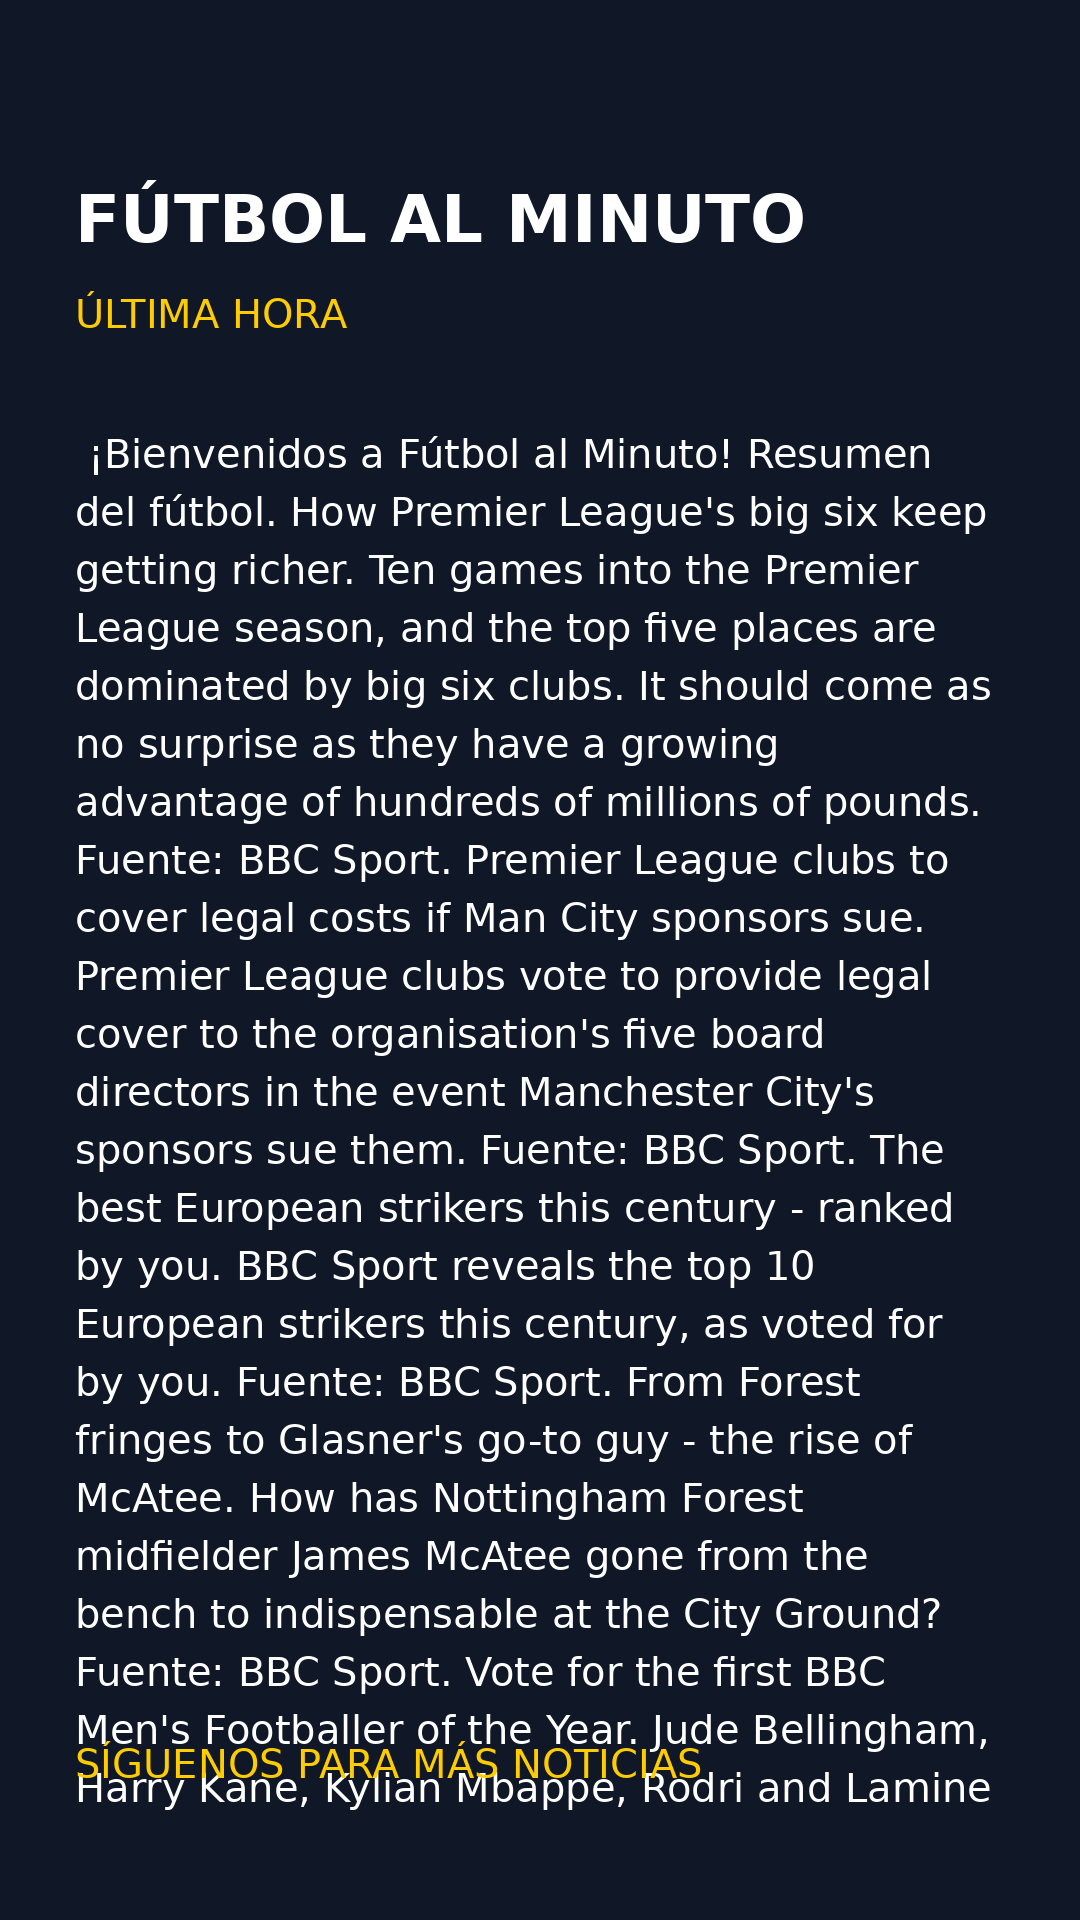 FÚTBOL AL MINUTO
ÚLTIMA HORA
¡Bienvenidos a Fútbol al Minuto! Resumen
del fútbol. How Premier League's big six keep
getting richer. Ten games into the Premier
League season, and the top five places are
dominated by big six clubs. It should come as
no surprise as they have a growing
advantage of hundreds of millions of pounds.
Fuente: BBC Sport. Premier League clubs to
cover legal costs if Man City sponsors sue.
Premier League clubs vote to provide legal
cover to the organisation's five board
directors in the event Manchester City's
sponsors sue them. Fuente: BBC Sport. The
best European strikers this century - ranked
by you. BBC Sport reveals the top 10
European strikers this century, as voted for
by you. Fuente: BBC Sport. From Forest
fringes to Glasner's go-to guy - the rise of
McAtee. How has Nottingham Forest
midfielder James McAtee gone from the
bench to indispensable at the City Ground?
Fuente: BBC Sport. Vote for the first BBC
Men's Footballer of the Year. Jude Bellingham,
SÍGUENOS PARA MÁS NOTICIAS
Harry Kane, Kylian Mbappe, Rodri and Lamine